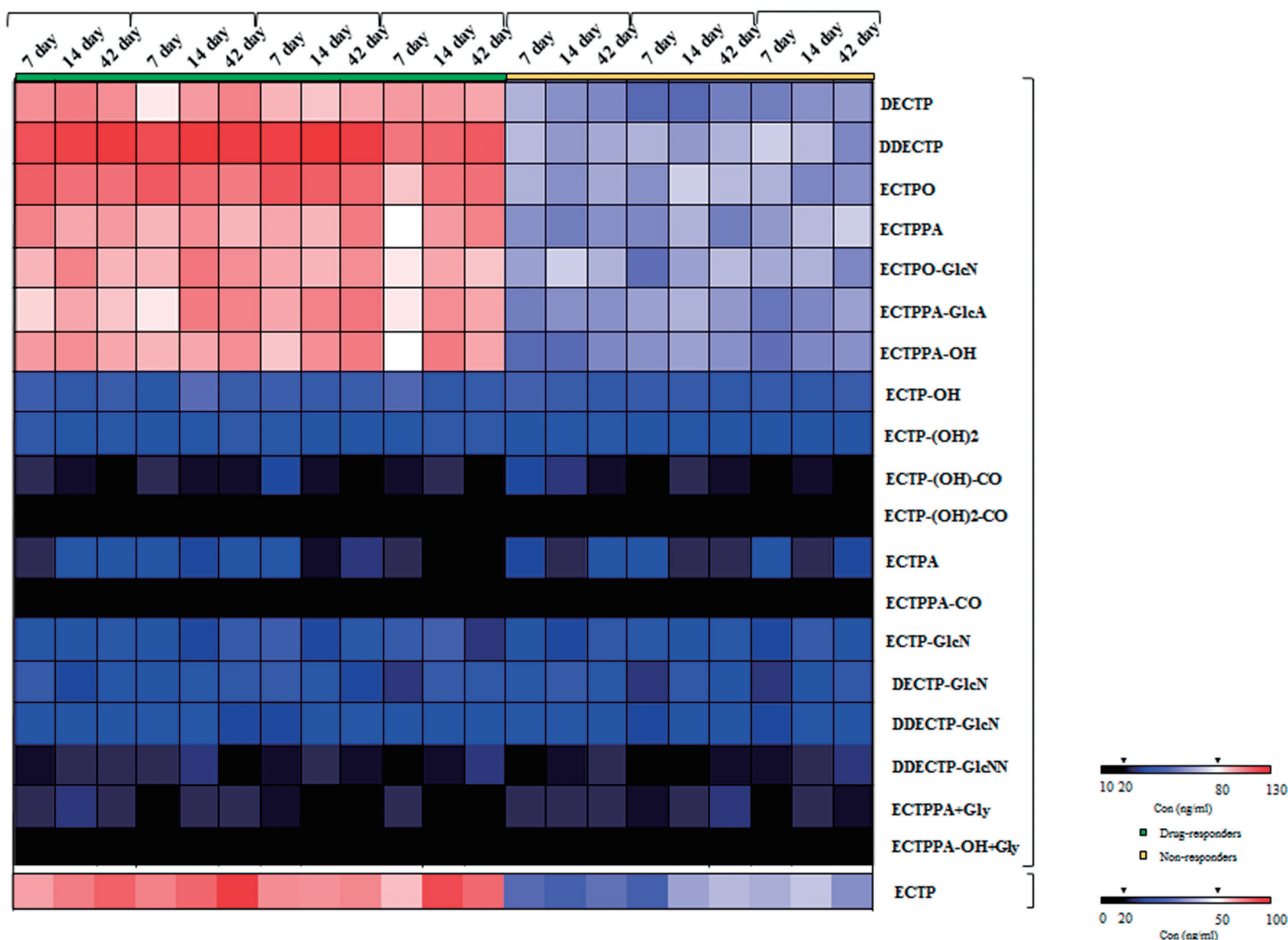 7 day 14 day 42 day 7 day 14 day 42 day 7 day 14 day 42 day 7 day 14 day 42 day 7 day 14 day 42 day 7 day 14 day 42 day 7 day 14 day 42 day
DECTP
DDECTP
ECTPO
ECTPPA
ECTPO-GlcN
ECTPPA-GlcA
ECTPPA-OH
ECTP-OH
ECTP-(OH)2
ECTP-(OH)-CO
ECTP-(OH)2-CO
ECTPA
ECTPPA-CO
ECTP-GlcN
DECTP-GlcN
DDECTP-GlcN
DDECTP-GlcNN
ECTPPA+Gly
ECTPPA-OH+Gly
ECTP
10 20 80 130
Con (ng/ml)
Drug-responders
Non-responders
0 20 50 100
Con (ng/ml)